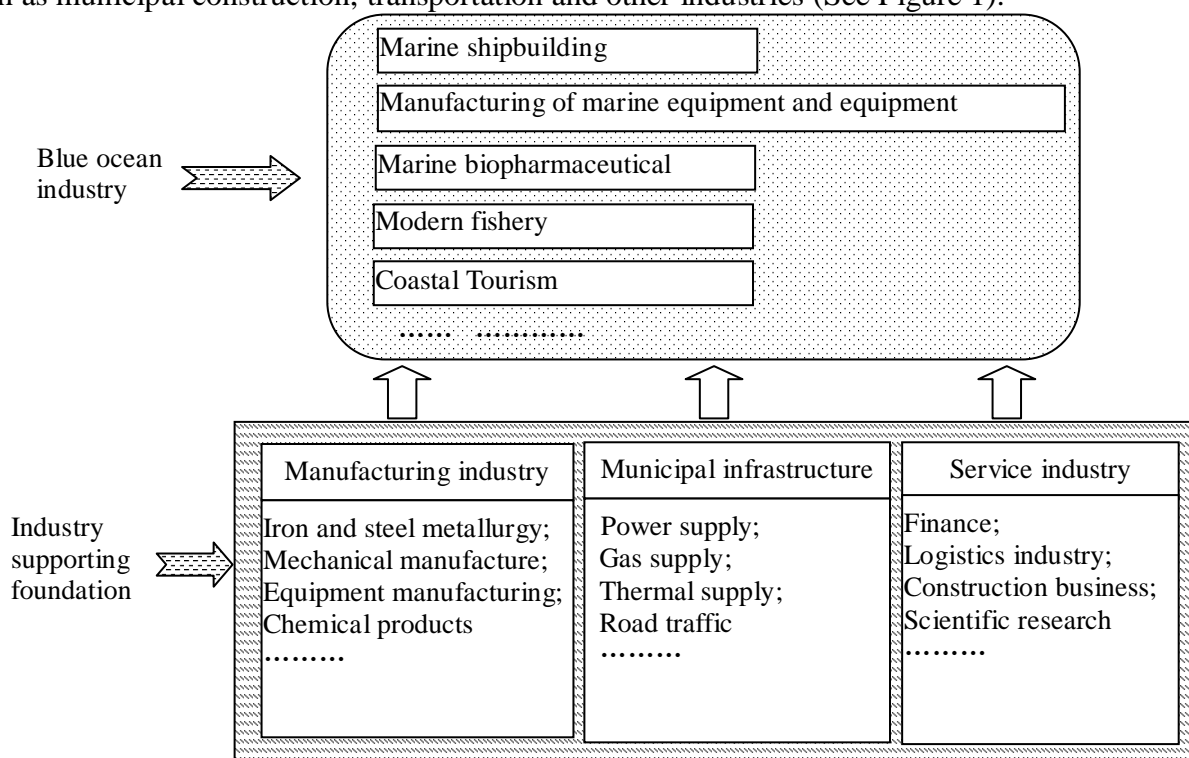 as municipal construction, transportation and other industries (See Figure 1).
Marine shipbuilding
Manufacturing of marine equipment and equipment
Marine biopharmaceutical
Modern fishery
Coastal Tourism
…… …………
Blue ocean
industry
Manufacturing industry
Iron and steel metallurgy;
Mechanical manufacture;
Equipment manufacturing;
Chemical products
………
Municipal infrastructure
Power supply;
Gas supply;
Thermal supply;
Road traffic
………
Service industry
Finance;
Logistics industry;
Construction business;
Scientific research
………
Industry
supporting
foundation